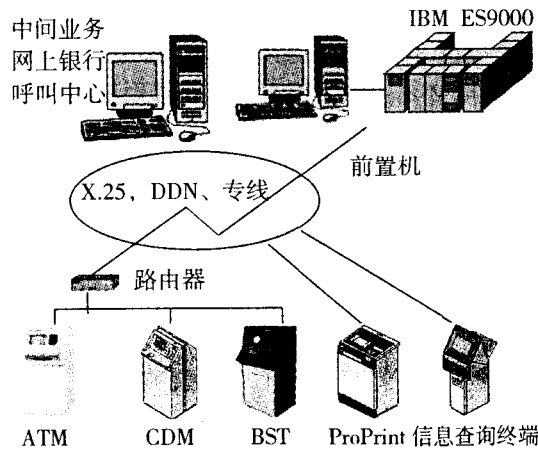 中间业务
网上银行
呼叫中心
IBM ES9000
前置机
X.25，DDN、专线
路由器
ATM
CDM
BST
ProPrint
信息查询终端